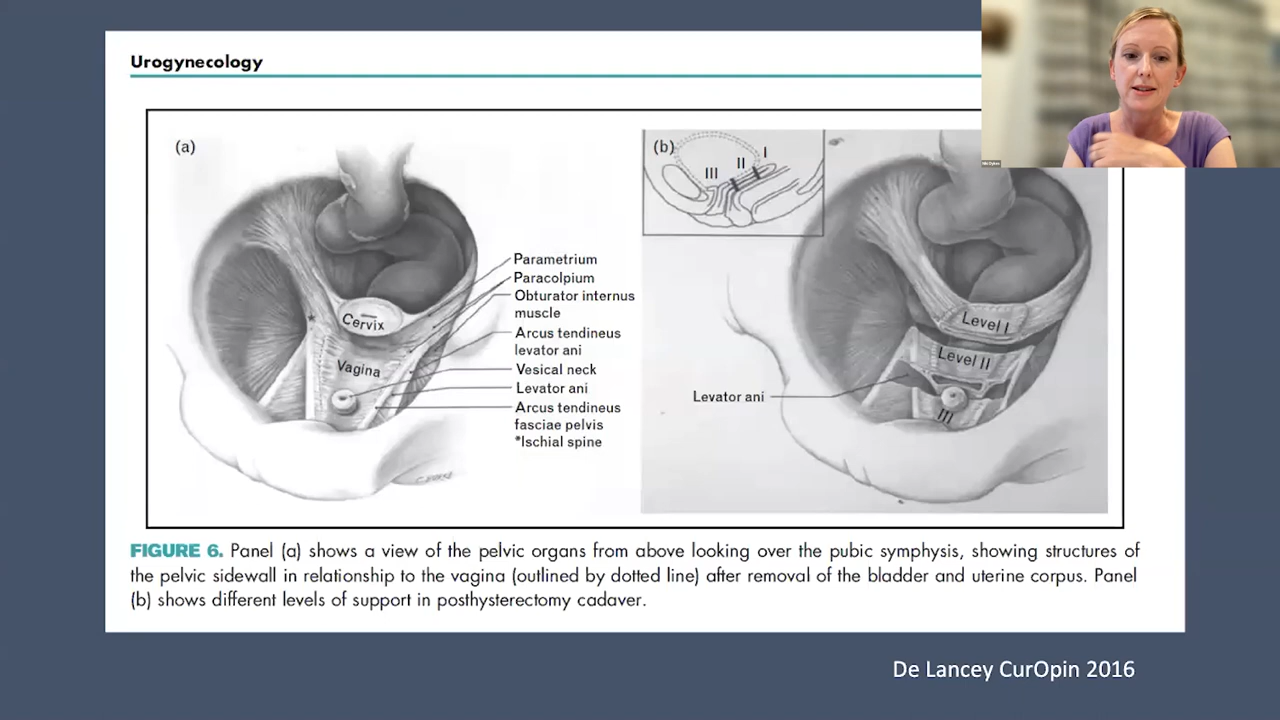 Urogynecology
(a)
Cervix
Vagina
Parametrium
Paracolpium
Obturator internus
muscle
Arcus tendineus
levator ani
Vesical neck
Levator ani
Arcus tendineus
fasciae pelvis
*Ischial spine
(b)
I
II
III
Level I
Level II
III
Levator ani
FIGURE 6. Panel (a) shows a view of the pelvic organs from above looking over the pubic symphysis, showing structures of
the pelvic sidewall in relationship to the vagina (outlined by dotted line) after removal of the bladder and uterine corpus. Panel
(b) shows different levels of support in posthysterectomy cadaver.
De Lancey CurOpin 2016